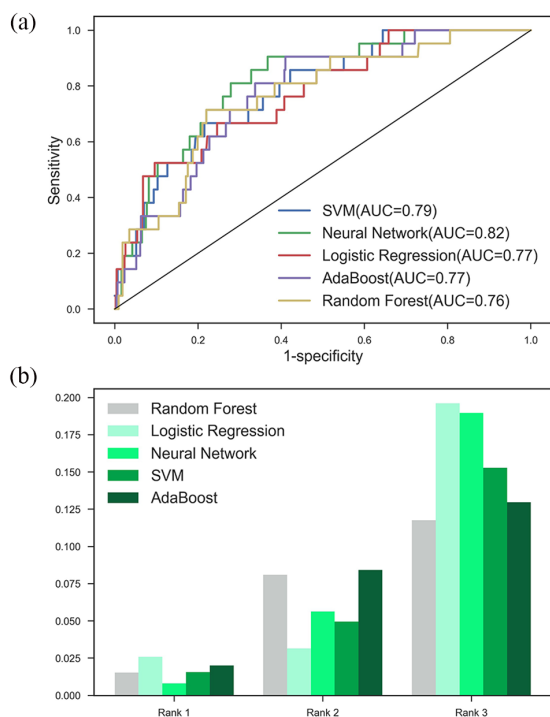 (a)
1.0
0.8
0.6
0.4
0.2
0.0
Sensitivity
SVM(AUC=0.79)
Neural Network(AUC=0.82)
Logistic Regression(AUC=0.77)
AdaBoost(AUC=0.77)
Random Forest(AUC=0.76)
0.0 0.2 0.4 0.6 0.8 1.0
1-specificity
(b)
0.200
0.175
0.150
0.125
0.100
0.075
0.050
0.025
0.000
Random Forest
Logistic Regression
Neural Network
SVM
AdaBoost
Rank 1 Rank 2 Rank 3